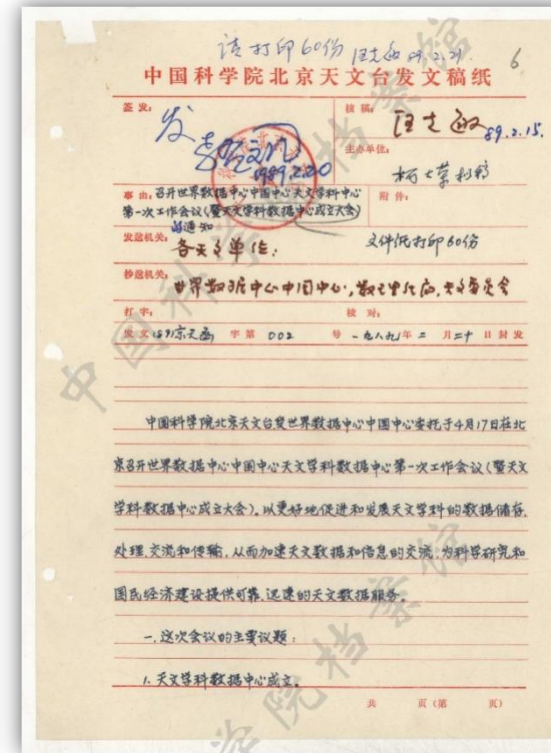 请打印60份 汪克敏 89.2.21.
6
中国科学院北京天文台发文稿纸
签发:
发
1989.2.20
核稿:
汪克敏 89.2.15.
主办单位:
事由:召开世界数据中心中国中心天文学科中心
第一次工作会议(暨天文学科数据中心成立大会)
的通知
附件:
发送机关:
各天文单位:
文件纸打印60份
抄送机关:
世界数据中心中国中心,数理学化局,天文委员会
打字:
校对:
发文(89)京天函 字第 002 号 一九八九年二月二十日封发
中国科学院北京天文台受世界数据中心中国中心委托于4月17日在北
京召开世界数据中心中国中心天文学科数据中心第一次工作会议(暨天文
学科数据中心成立大会)。以更好地促进和发展天文学科的数据储存、
处理、交流和传输,从而加速天文数据和信息的交流,为科学研究和
国民经济建设提供可靠、迅速的天文数据服务。
一、这次会议的主要议题:
1. 天文学科数据中心成立。
共 页(第 页)
中国科学院档案馆